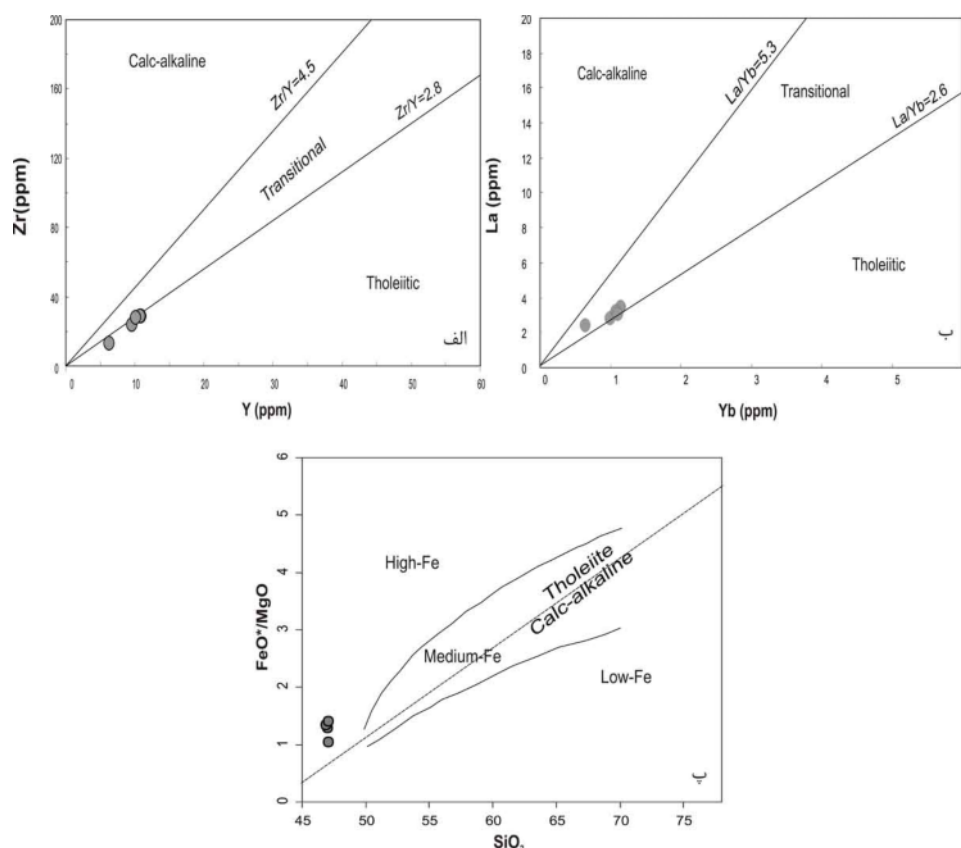 200
160
120
80
40
0
Zr(ppm)
Calc-alkaline
Zr/Y=4.5
Zr/Y=2.8
Transitional
Tholeiitic
الف
0 10 20 30 40 50 60
Y (ppm)
20
18
16
14
12
10
8
6
4
2
0
La (ppm)
Calc-alkaline
La/Yb=5.3
Transitional
La/Yb=2.6
Tholeiitic
ب
0 1 2 3 4 5
Yb (ppm)
6
5
4
3
2
1
0
FeO*/MgO
High-Fe
Tholeiite
Calc-alkaline
Medium-Fe
Low-Fe
پ
45 50 55 60 65 70 75
SiO₂